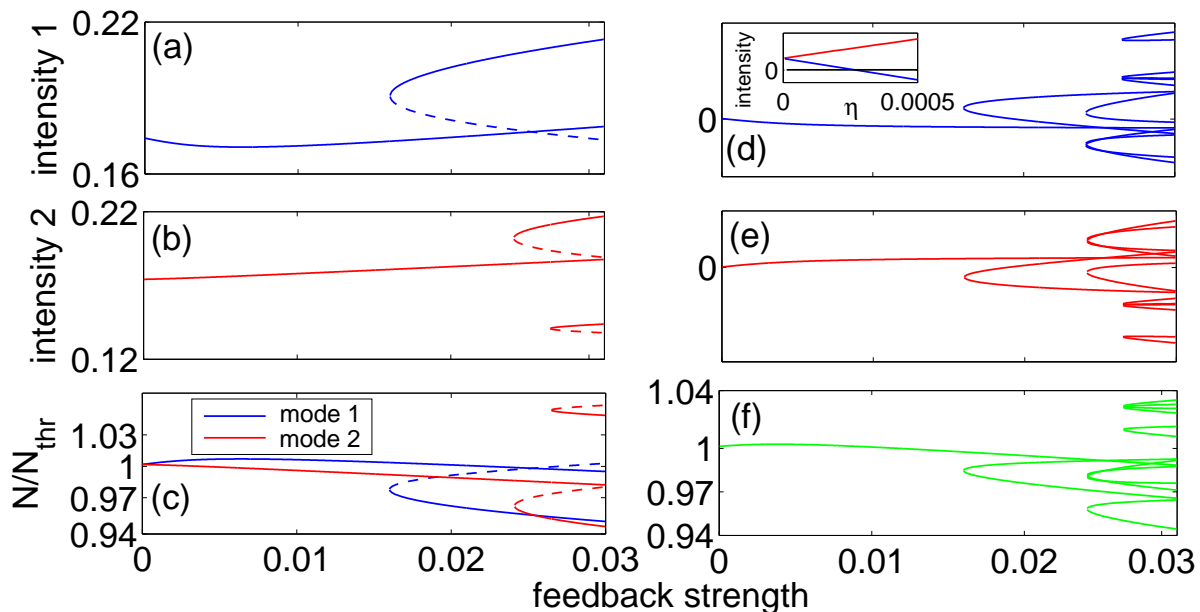 0.22
(a)
intensity 1
0.16
0.22
(b)
intensity 2
0.12
mode 1
mode 2
1.03
1
0.97
0.94
N/N_thr
(c)
0
0.01
0.02
0.03
intensity
0
0
η
0.0005
0
(d)
(e)
0
1.04
(f)
1
0.97
0.94
0
0.01
0.02
0.03
feedback strength